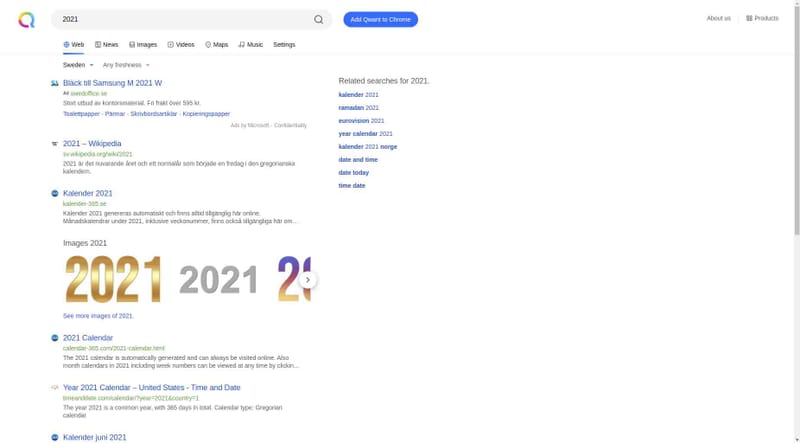 2021
Add Qwant to Chrome
About us
Products
Web
News
Images
Videos
Maps
Music
Settings
Sweden
Any freshness
Bläck till Samsung M 2021 W
Ad swedoffice.se
Stort utbud av kontorsmaterial. Fri frakt över 595 kr.
Toalettpapper - Pärmar - Skrivbordsartiklar - Kopieringspapper
Ads by Microsoft - Confidentiality
2021 – Wikipedia
sv.wikipedia.org/wiki/2021
2021 är det nuvarande året och ett normalår som började en fredag i den gregorianska
kalendern.
Kalender 2021
kalender-365.se
Kalender 2021 genereras automatiskt och finns alltid tillgänglig här online.
Månadskalendrar under 2021, inklusive veckonummer, finns också tillgängliga här om...
Images 2021
2021
2021
2
See more images of 2021.
2021 Calendar
calendar-365.com/2021-calendar.html
The 2021 calendar is automatically generated and can always be visited online. Also
month calendars in 2021 including week numbers can be viewed at any time by clickin...
Year 2021 Calendar – United States - Time and Date
timeanddate.com/calendar/?year=2021&country=1
The year 2021 is a common year, with 365 days in total. Calendar type: Gregorian
calendar
Kalender juni 2021
Related searches for 2021.
kalender 2021
ramadan 2021
eurovision 2021
year calendar 2021
kalender 2021 norge
date and time
date today
time date